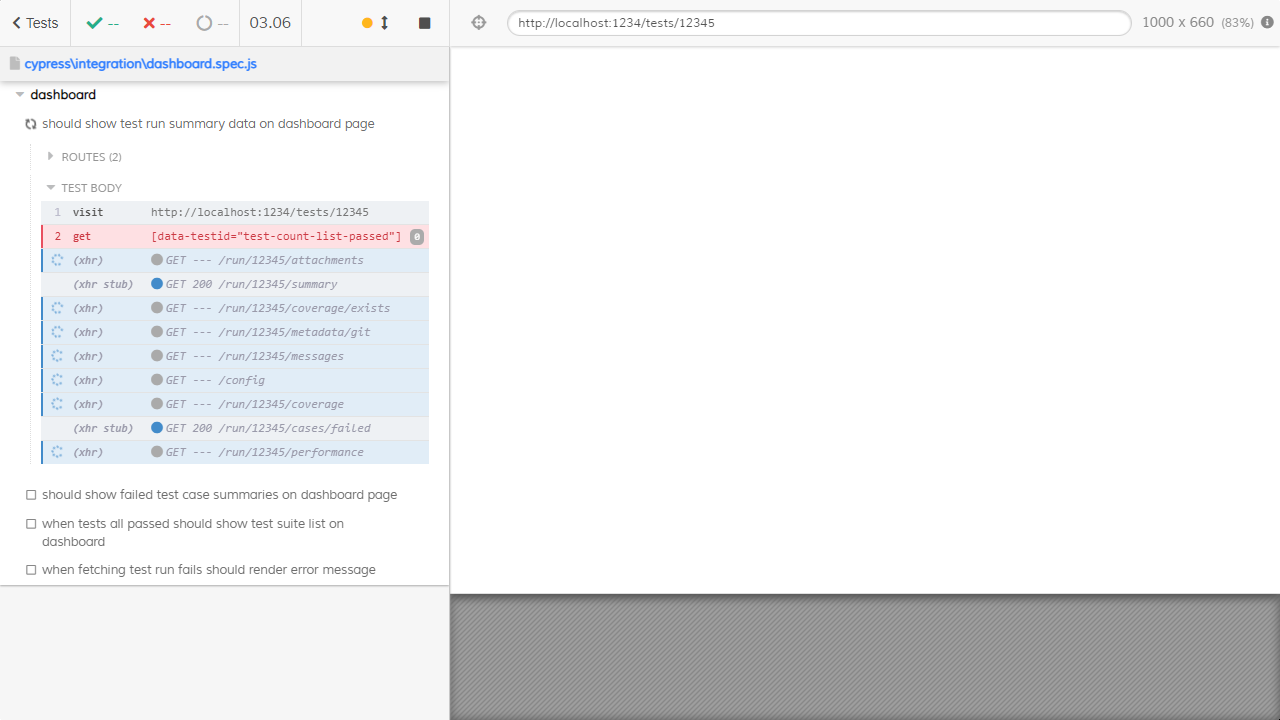 Tests -- -- -- 03.06 http://localhost:1234/tests/12345 1000 x 660 (83%)
cypress\integration\dashboard.spec.js
dashboard
should show test run summary data on dashboard page
ROUTES (2)
TEST BODY
1 visit http://localhost:1234/tests/12345
2 get [data-testid="test-count-list-passed"] 0
(xhr) GET --- /run/12345/attachments
(xhr stub) GET 200 /run/12345/summary
(xhr) GET --- /run/12345/coverage/exists
(xhr) GET --- /run/12345/metadata/git
(xhr) GET --- /run/12345/messages
(xhr) GET --- /config
(xhr) GET --- /run/12345/coverage
(xhr stub) GET 200 /run/12345/cases/failed
(xhr) GET --- /run/12345/performance
should show failed test case summaries on dashboard page
when tests all passed should show test suite list on
dashboard
when fetching test run fails should render error message